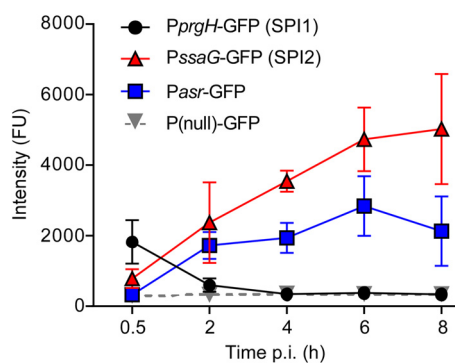 PprgH-GFP (SPI1)
PssaG-GFP (SPI2)
Pasr-GFP
P(null)-GFP
Intensity (FU)
8000
6000
4000
2000
0
0.5 2 4 6 8
Time p.i. (h)